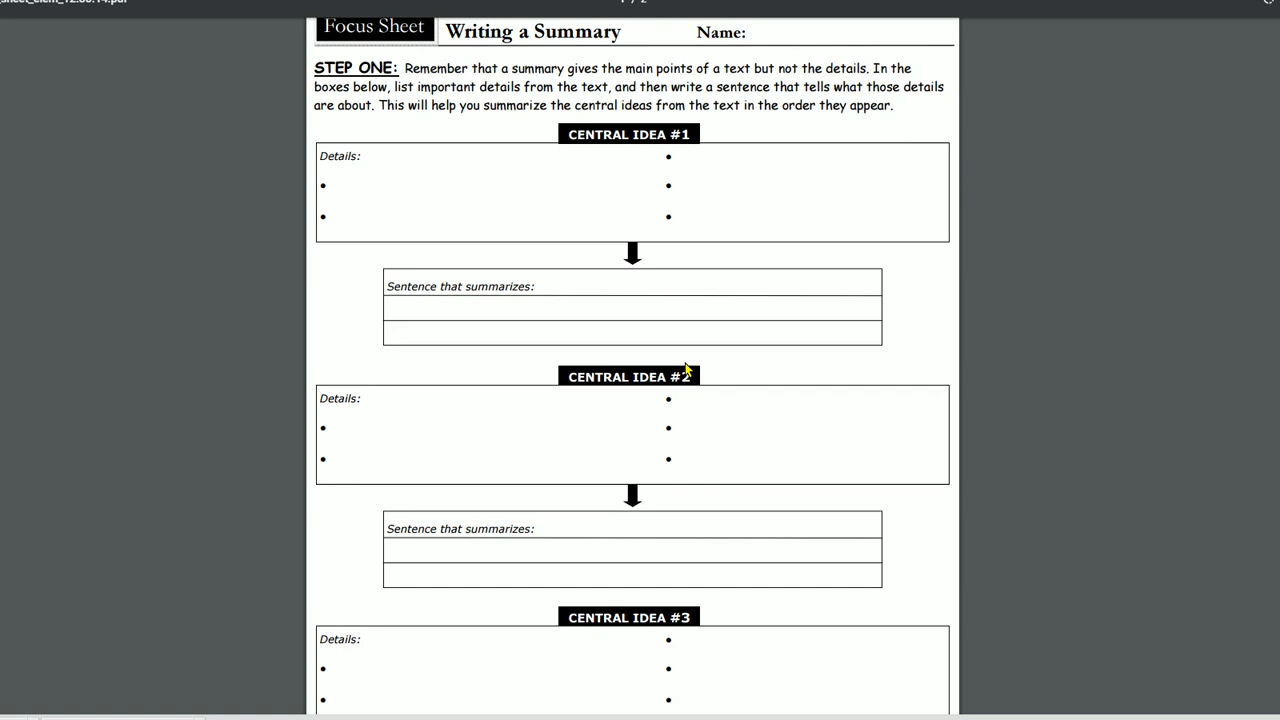 Focus Sheet
Writing a Summary
Name:
STEP ONE: Remember that a summary gives the main points of a text but not the details. In the
boxes below, list important details from the text, and then write a sentence that tells what those details
are about. This will help you summarize the central ideas from the text in the order they appear.
CENTRAL IDEA #1
Details:
Sentence that summarizes:
CENTRAL IDEA #2
Details:
Sentence that summarizes:
CENTRAL IDEA #3
Details: